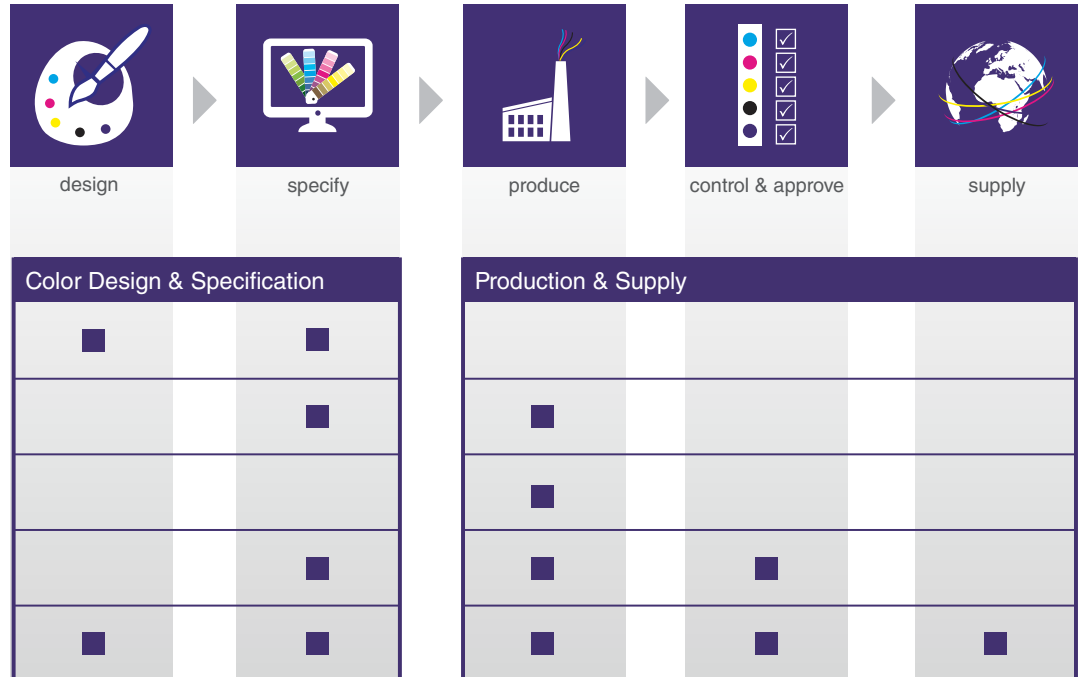 design
specify
produce
control & approve
supply
Color Design & Specification
Production & Supply